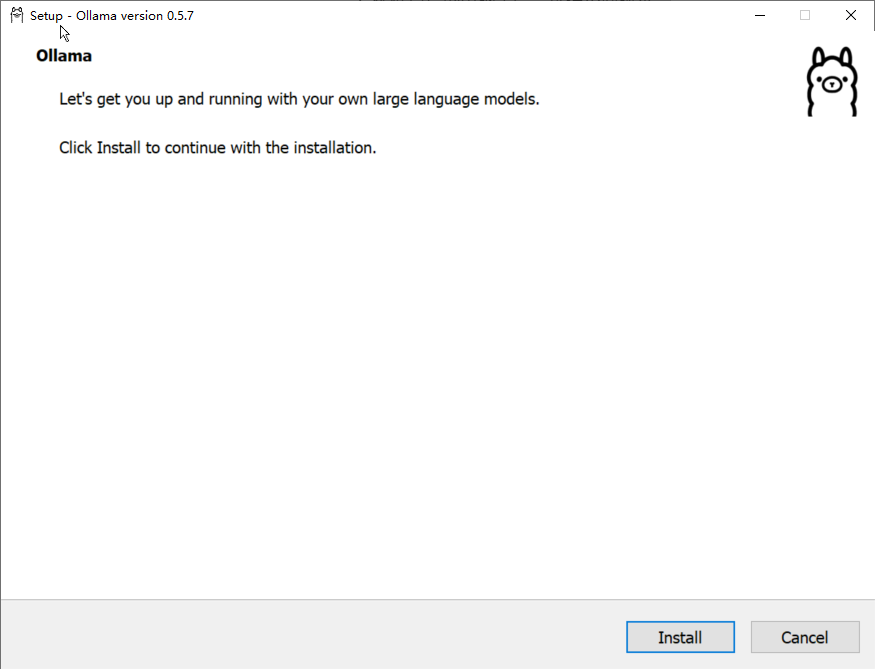 Setup - Ollama version 0.5.7
Ollama
Let's get you up and running with your own large language models.
Click Install to continue with the installation.
Install
Cancel